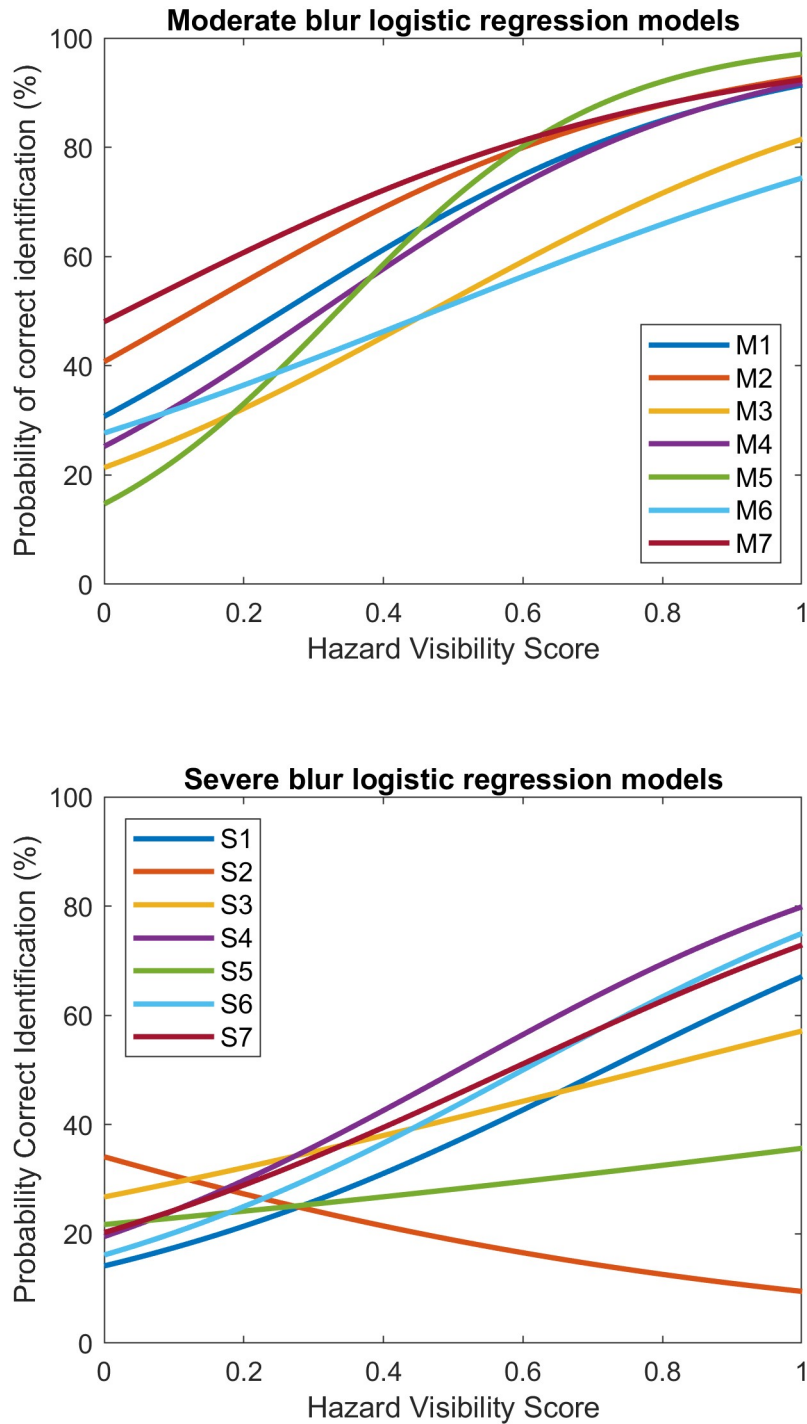 Moderate blur logistic regression models
100
80
60
40
20
0
Probability of correct identification (%)
M1
M2
M3
M4
M5
M6
M7
0 0.2 0.4 0.6 0.8 1
Hazard Visibility Score
Severe blur logistic regression models
100
80
60
40
20
0
Probability Correct Identification (%)
S1
S2
S3
S4
S5
S6
S7
0 0.2 0.4 0.6 0.8 1
Hazard Visibility Score